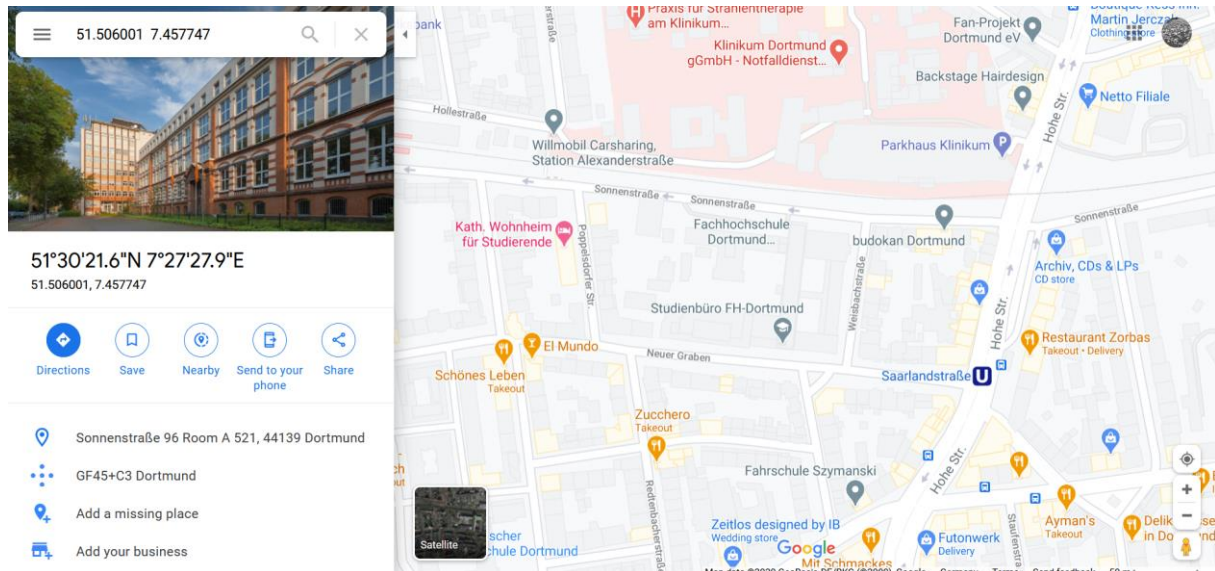 51.506001 7.457747
51°30'21.6"N 7°27'27.9"E
51.506001, 7.457747
Directions
Save
Nearby
Send to your
phone
Share
Sonnenstraße 96 Room A 521, 44139 Dortmund
GF45+C3 Dortmund
Add a missing place
Add your business
Praxis für Strahlentherapie
am Klinikum...
Klinikum Dortmund
gGmbH - Notfalldienst...
Fan-Projekt
Dortmund eV
Martin Jerczak
Backstage Hairdesign
Netto Filiale
Hohe Str.
Hollestraße
Willmobil Carsharing,
Station Alexanderstraße
Parkhaus Klinikum
P
Sonnenstraße
Sonnenstraße
Sonnenstraße
Kath. Wohnheim
für Studierende
Poppelsdorfer Str.
Fachhochschule
Dortmund...
budokan Dortmund
Archiv, CDs & LPs
CD store
Studienbüro FH-Dortmund
Weisbachstraße
Hohe Str.
El Mundo
Neuer Graben
Restaurant Zorbas
Takeout • Delivery
Schönes Leben
Takeout
Saarlandstraße
U
Zucchero
Takeout
Fahrschule Szymanski
Hohe Str.
Redtenbacherstraße
Satellite
Zeitlos designed by IB
Wedding store
Google
Mit Schmackes
Futonwerk
Delivery
Ayman's
Takeout